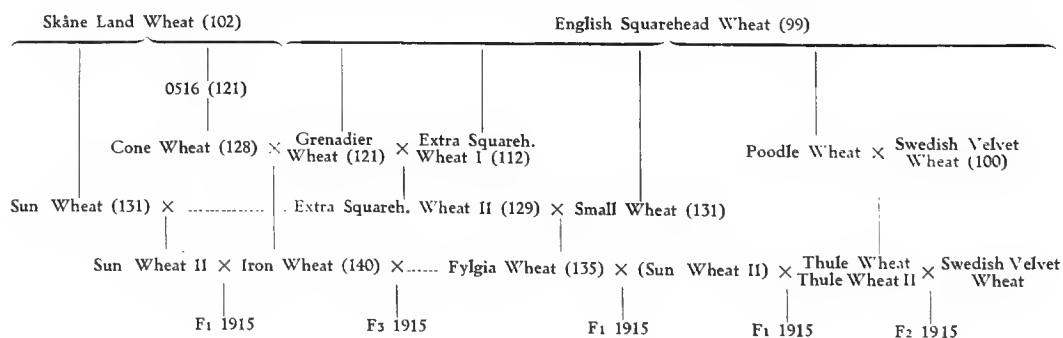 Skåne Land Wheat (102) English Squarehead Wheat (99)
0516 (121)
Cone Wheat (128) × Grenadier Wheat (121) × Extra Squareh. Wheat I (112)
Poodle Wheat × Swedish Velvet Wheat (100)
Sun Wheat (131) × ........... Extra Squareh. Wheat II (129) × Small Wheat (131)
Sun Wheat II × Iron Wheat (140) × ...... Fylgia Wheat (135) × (Sun Wheat II) × Thule Wheat
Thule Wheat II × Swedish Velvet Wheat
F1 1915 F3 1915 F1 1915 F1 1915 F2 1915